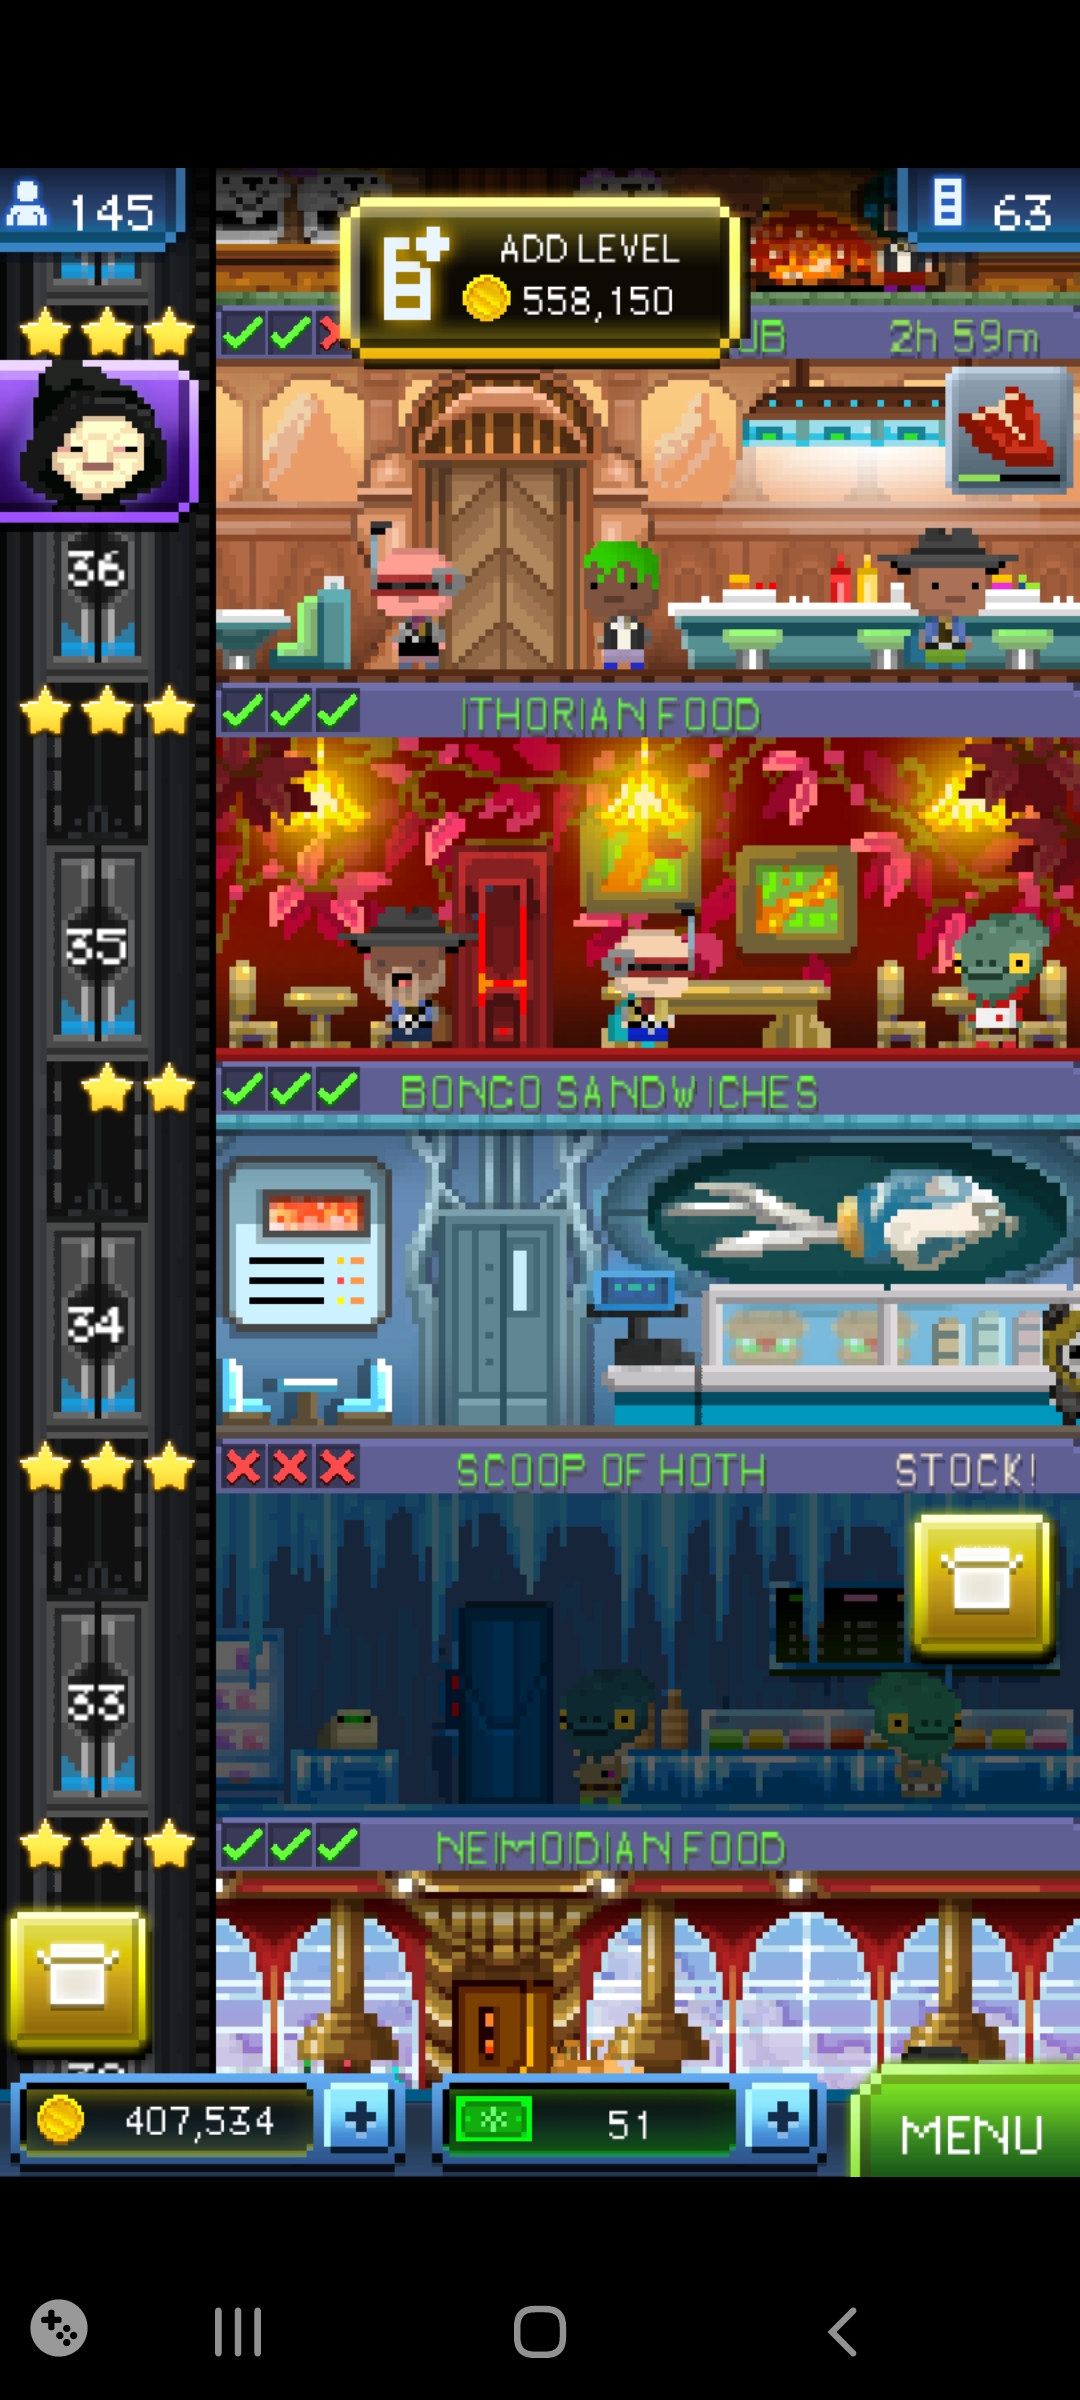 145
63
ADD LEVEL
558,150
UB
2h 59m
36
ITHORIAN FOOD
35
BONGO SANDWICHES
34
SCOOP OF HOTH
STOCK!
33
NEIMOIDIAN FOOD
407,534
51
MENU